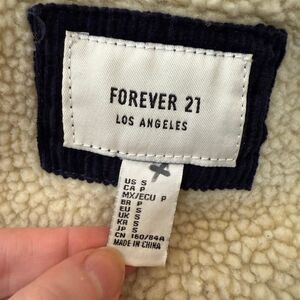 FOREVER 21
LOS ANGELES
US S
CA P
MX/ECU P
BR P
EU S
UK S
KR S
JP S
CN 160/84A
MADE IN CHINA